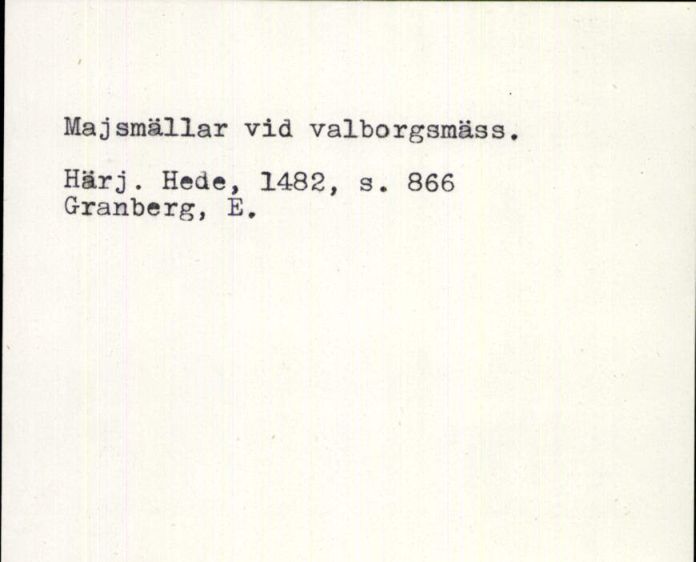 Majsmällar vid valborgsmäss.
Härj. Hede, 1482, s. 866
Granberg, E.